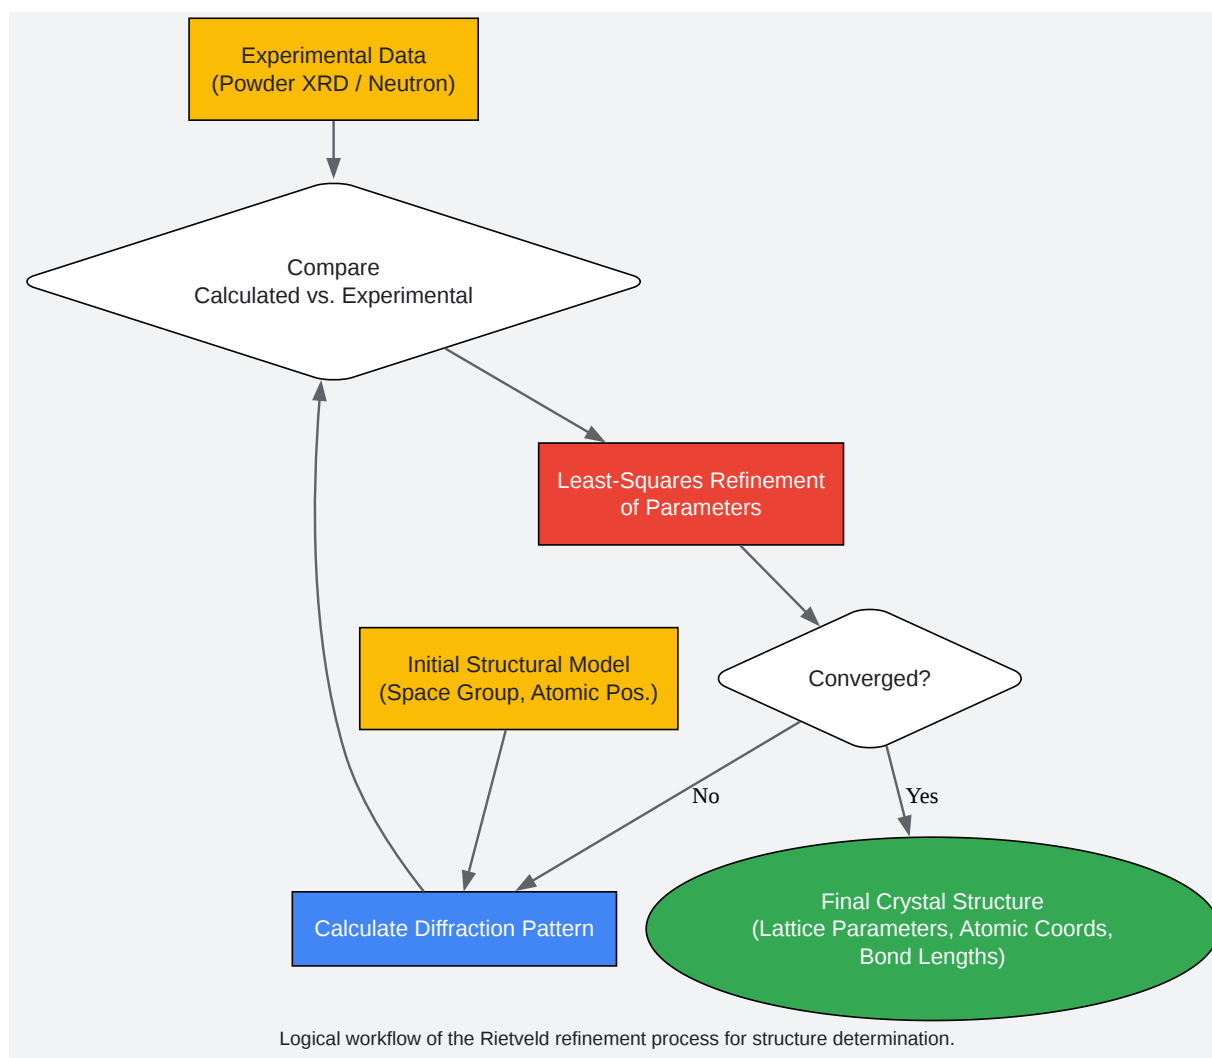 Experimental Data
(Powder XRD / Neutron)
Compare
Calculated vs. Experimental
Least-Squares Refinement
of Parameters
Initial Structural Model
(Space Group, Atomic Pos.)
Converged?
No
Yes
Calculate Diffraction Pattern
Final Crystal Structure
(Lattice Parameters, Atomic Coords,
Bond Lengths)
Logical workflow of the Rietveld refinement process for structure determination.